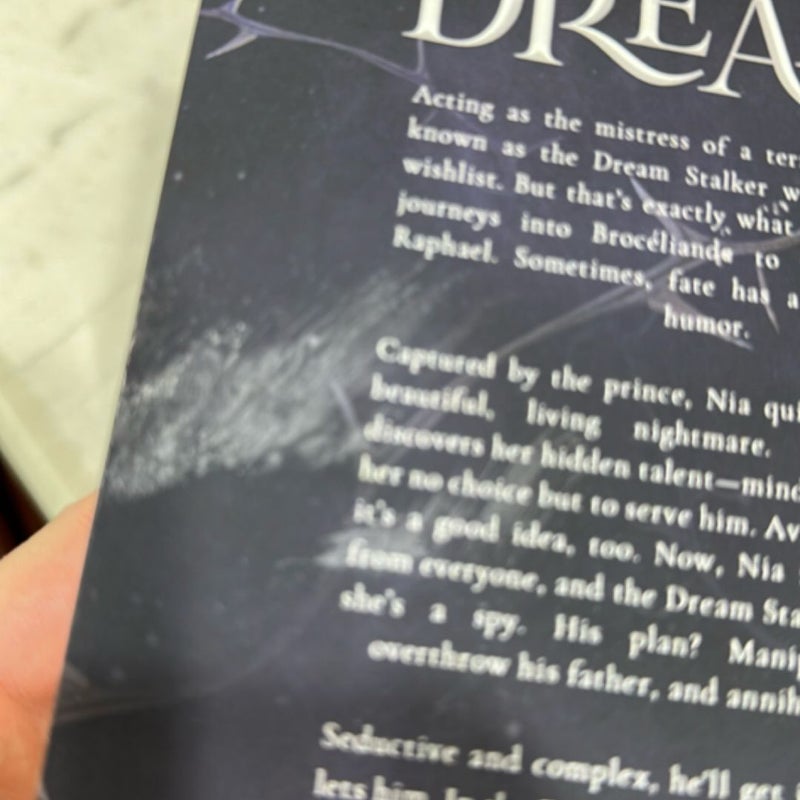 DREA
Acting as the mistress of a ter
known as the Dream Stalker w
wishlist. But that's exactly what
journeys into Brocéliande to
Raphael. Sometimes, fate has a
humor.
Captured by the prince, Nia qui
beautiful, living nightmare.
discovers her hidden talent—mind
her no choice but to serve him. Av
it's a good idea, too. Now, Nia
from everyone, and the Dream Sta
she's a spy. His plan? Manip
overthrow his father, and annih
Seductive and complex, he'll get
lets him.